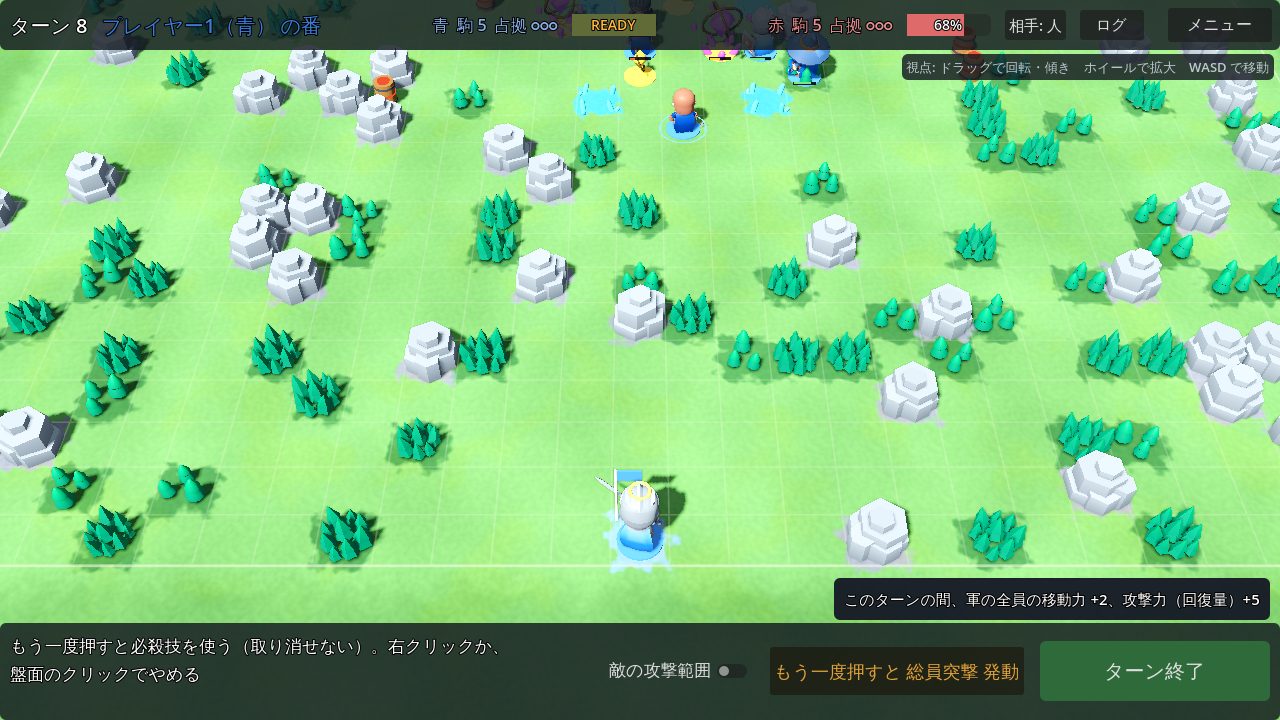 ターン 8 プレイヤー1（青）の番 青 駒 5 占拠 ooo READY 赤 駒 5 占拠 ooo 68% 相手: 人 ログ メニュー
視点: ドラッグで回転・傾き ホイールで拡大 WASD で移動
このターンの間、軍の全員の移動力 +2、攻撃力（回復量）+5
もう一度押すと必殺技を使う（取り消せない）。右クリックか、
盤面のクリックでやめる
敵の攻撃範囲 もう一度押すと 総員突撃 発動 ターン終了